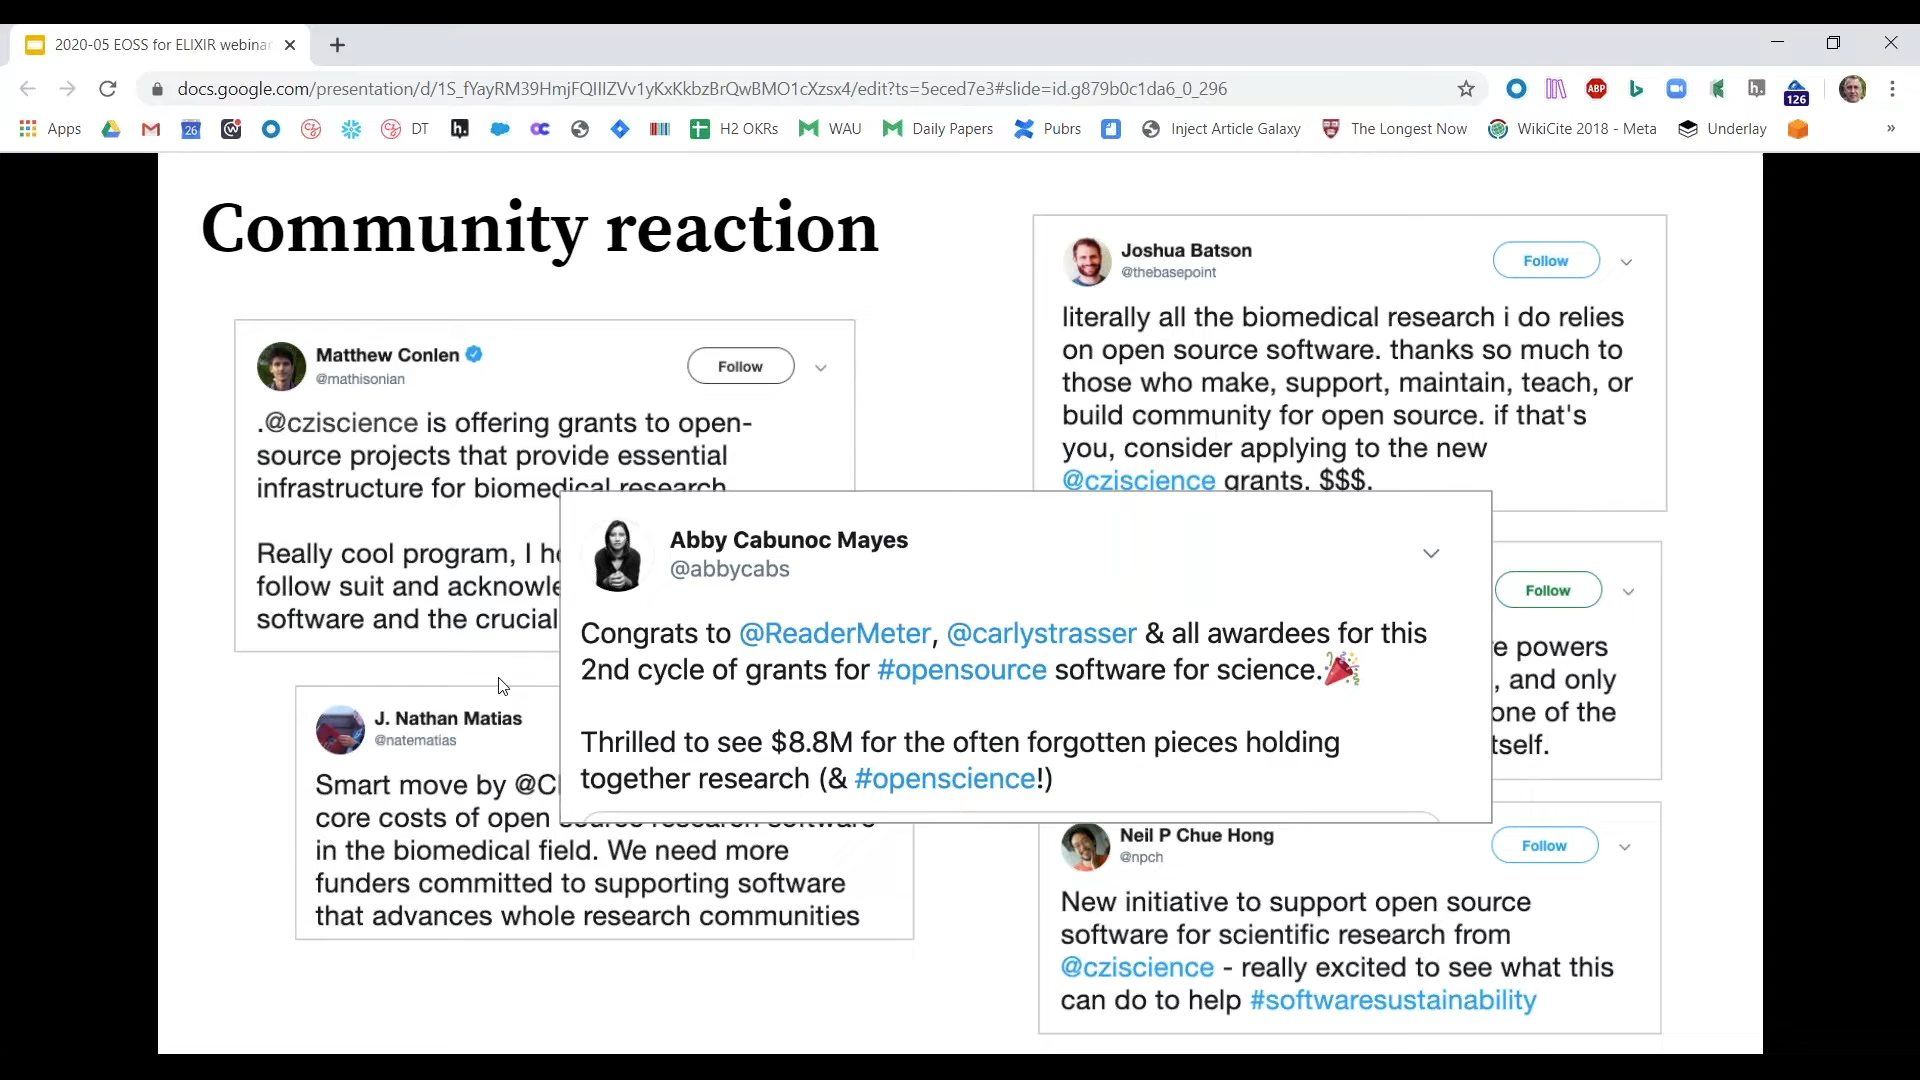 2020-05 EOSS for ELIXIR webinar
docs.google.com/presentation/d/1S_fYayRM39HmjFQIIIZVv1yKxKkbzBrQwBMO1cXzsx4/edit?ts=5eced7e3#slide=id.g879b0c1da6_0_296
ABP
h.
126
Apps
26
DT
h.
H2 OKRs
WAU
Daily Papers
Pubrs
Inject Article Galaxy
The Longest Now
WikiCite 2018 - Meta
Underlay
»
Community reaction
Matthew Conlen
@mathisonian
Follow
.@cziscience is offering grants to open-
source projects that provide essential
infrastructure for biomedical research
Really cool program, I
follow suit and
software and the crucial
J. Nathan Matias
@natematias
Smart move by
core costs of open source research software
in the biomedical field. We need more
funders committed to supporting software
that advances whole research communities
Abby Cabunoc Mayes
@abbycabs
Congrats to @ReaderMeter, @carlystrasser & all awardees for this
2nd cycle of grants for #opensource software for science.🎉
Thrilled to see $8.8M for the often forgotten pieces holding
together research (& #openscience!)
Joshua Batson
@thebasepoint
Follow
literally all the biomedical research i do relies
on open source software. thanks so much to
those who make, support, maintain, teach, or
build community for open source. if that's
you, consider applying to the new
@cziscience grants. $$$.
Follow
powers
, and only
one of the
tself.
Neil P Chue Hong
@npch
Follow
New initiative to support open source
software for scientific research from
@cziscience - really excited to see what this
can do to help #softwaresustainability